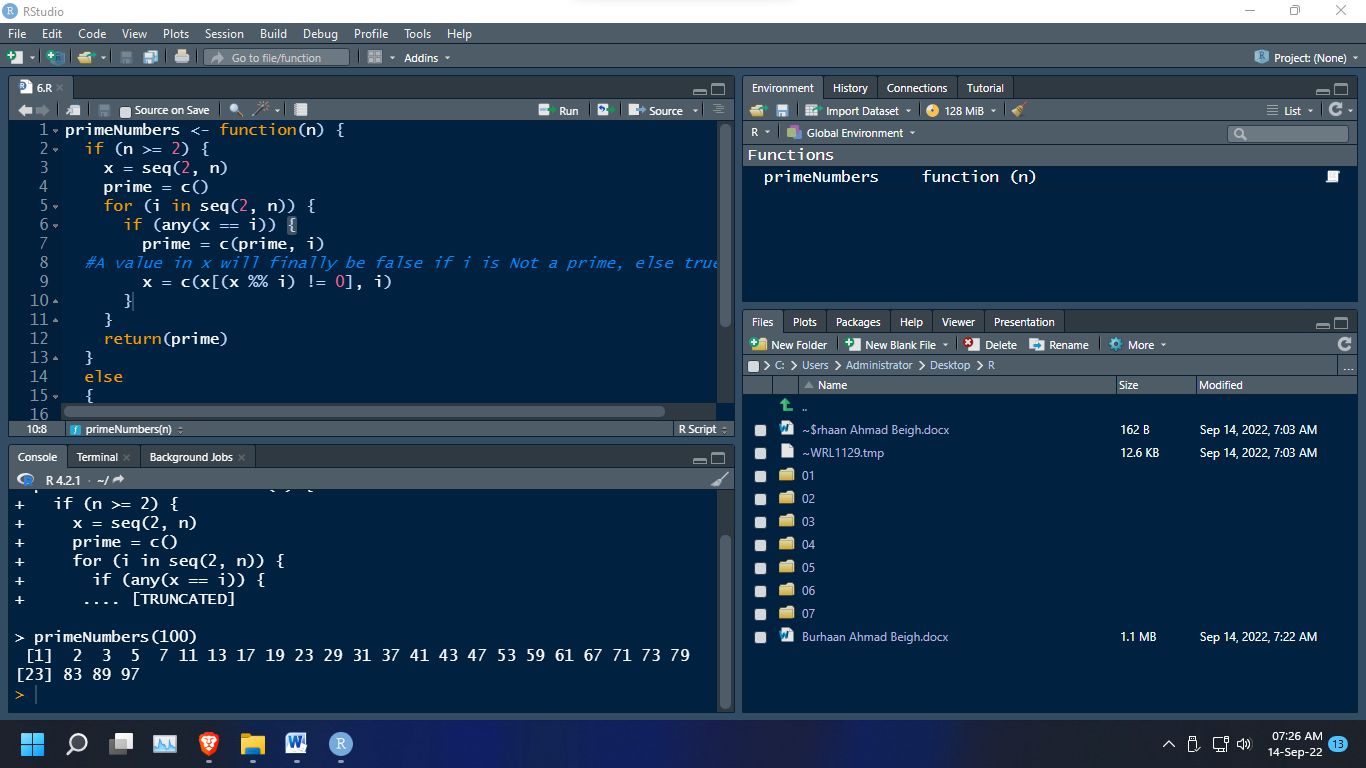 RStudio
File Edit Code View Plots Session Build Debug Profile Tools Help
Go to file/function Addins Project: (None)
6.R
Source on Save Run Source
1 primeNumbers <- function(n) {
2 if (n >= 2) {
3 x = seq(2, n)
4 prime = c()
5 for (i in seq(2, n)) {
6 if (any(x == i)) {
7 prime = c(prime, i)
8 #A value in x will finally be false if i is Not a prime, else true
9 x = c(x[(x %% i) != 0], i)
10 }
11 }
12 return(prime)
13 }
14 else
15 {
16
10:8 primeNumbers(n) R Script
Console Terminal Background Jobs
R 4.2.1 · ~/
+ if (n >= 2) {
+ x = seq(2, n)
+ prime = c()
+ for (i in seq(2, n)) {
+ if (any(x == i)) {
+ .... [TRUNCATED]
> primeNumbers(100)
[1] 2 3 5 7 11 13 17 19 23 29 31 37 41 43 47 53 59 61 67 71 73 79
[23] 83 89 97
>
Environment History Connections Tutorial
Import Dataset 128 MiB List
R Global Environment
Functions
primeNumbers function (n)
Files Plots Packages Help Viewer Presentation
New Folder New Blank File Delete Rename More
C: Users Administrator Desktop R ...
Name Size Modified
..
~$rhaan Ahmad Beigh.docx 162 B Sep 14, 2022, 7:03 AM
~WRL1129.tmp 12.6 KB Sep 14, 2022, 7:03 AM
01
02
03
04
05
06
07
Burhaan Ahmad Beigh.docx 1.1 MB Sep 14, 2022, 7:22 AM
07:26 AM
14-Sep-22 13